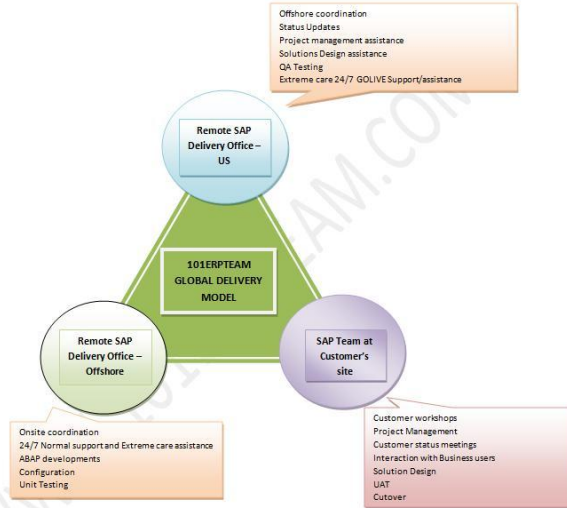 Offshore coordination
Status Updates
Project management assistance
Solutions Design assistance
QA Testing
Extreme care 24/7 GOLIVE Support/assistance
Remote SAP
Delivery Office –
US
101ERPTEAM
GLOBAL DELIVERY
MODEL
Remote SAP
Delivery Office –
Offshore
SAP Team at
Customer's
site
Onsite coordination
24/7 Normal support and Extreme care assistance
ABAP developments
Configuration
Unit Testing
Customer workshops
Project Management
Customer status meetings
Interaction with Business users
Solution Design
UAT
Cutover